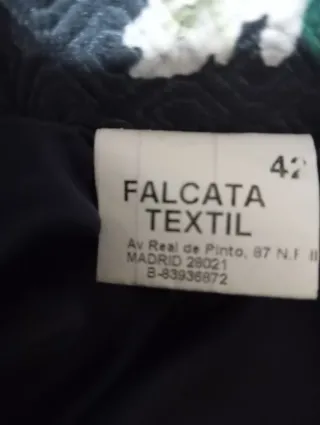 42
FALCATA
TEXTIL
Av Real de Pinto, 87 N.F II
MADRID 28021
B-83936872